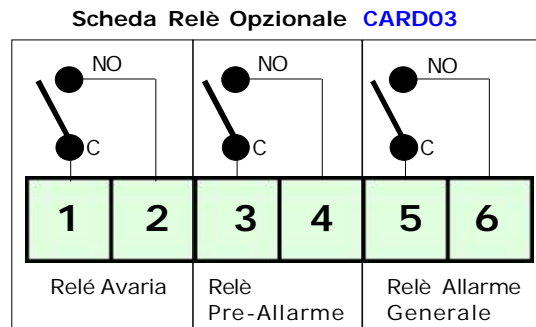 Scheda Relè Opzionale CARD03
NO NO NO
C C C
1 2 3 4 5 6
Relé Avaria
Relè
Pre-Allarme
Relè Allarme
Generale